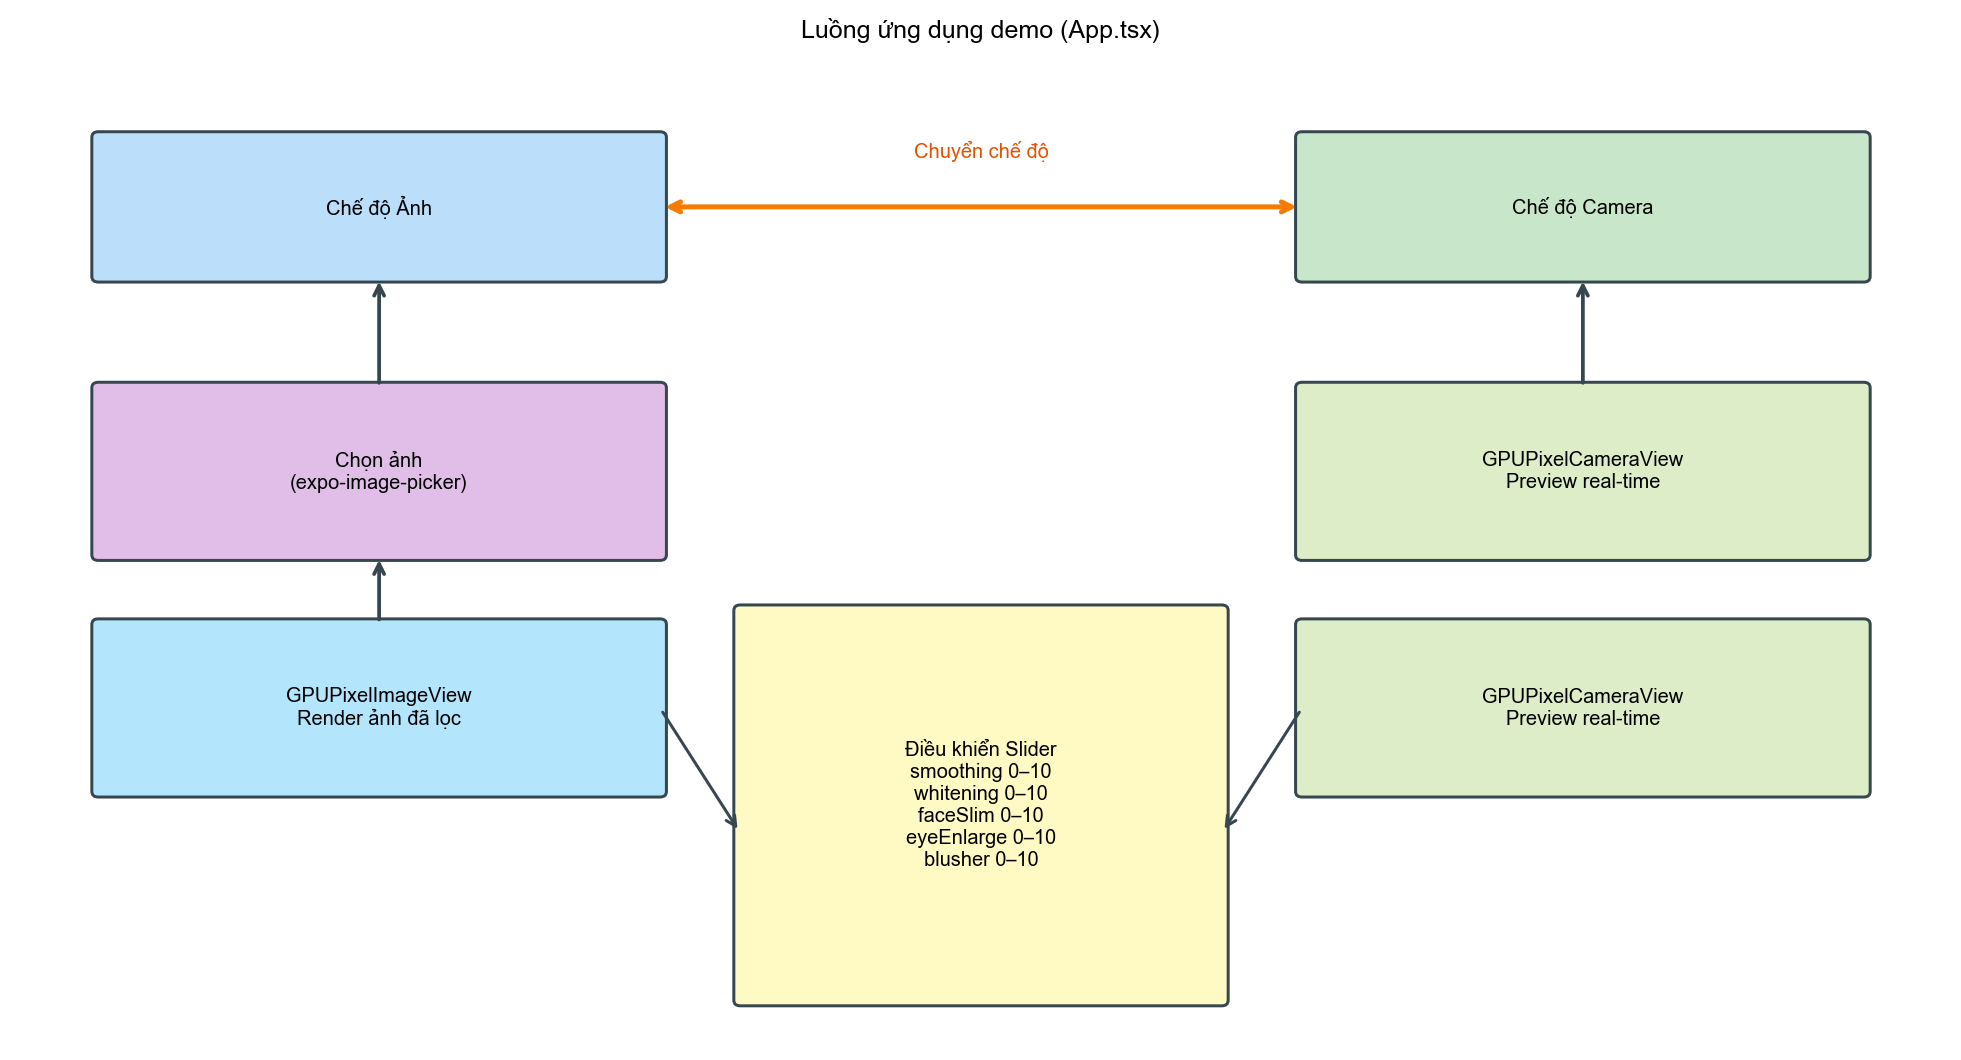 Luồng ứng dụng demo (App.tsx)
Chế độ Ảnh
Chuyển chế độ
Chế độ Camera
Chọn ảnh
(expo-image-picker)
GPUPixelCameraView
Preview real-time
GPUPixelImageView
Render ảnh đã lọc
Điều khiển Slider
smoothing 0–10
whitening 0–10
faceSlim 0–10
eyeEnlarge 0–10
blusher 0–10
GPUPixelCameraView
Preview real-time